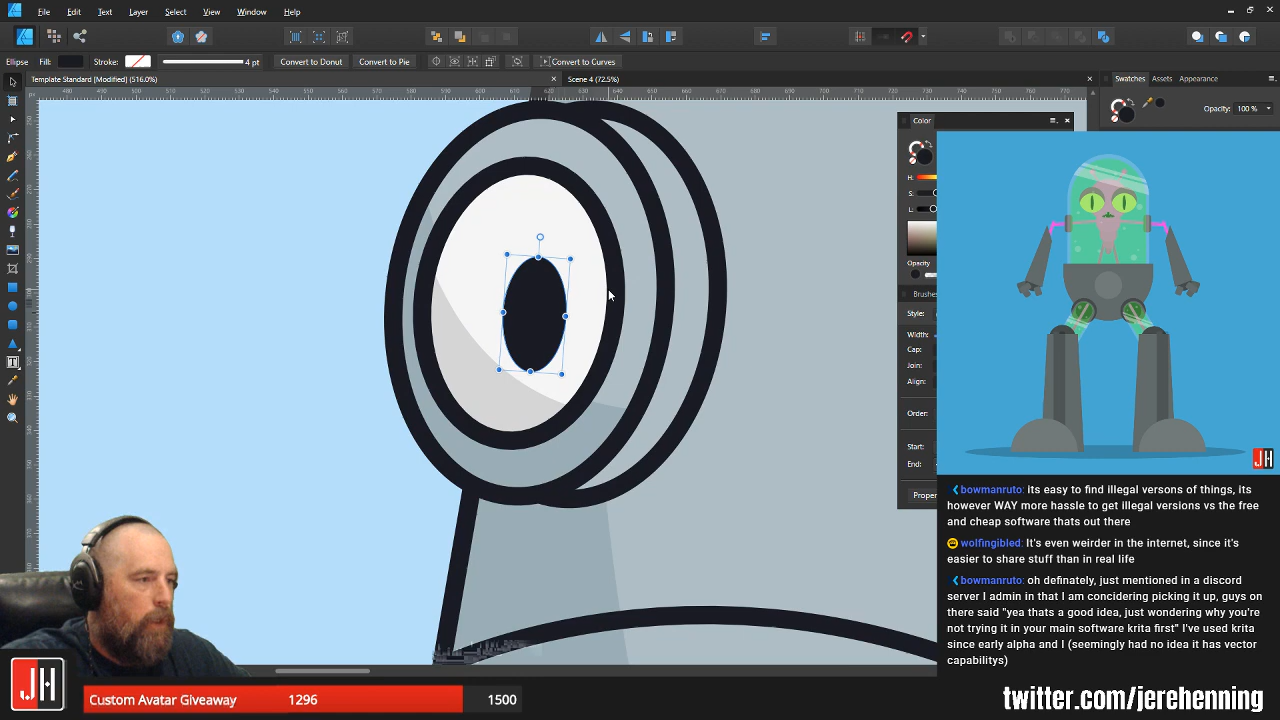 File Edit Text Layer Select View Window Help
Ellipse Fill: Stroke: 4 pt Convert to Donut Convert to Pie Convert to Curves
Template Standard [Modified] (516.0%) × Scene 4 (72.5%) ×
Swatches Assets Appearance
Opacity: 100 %
Color
H:
S:
L:
Opacity
Brushes
Style:
Width:
Cap:
Join:
Align:
Order:
Start:
End:
Proper
JH
bowmanruto: its easy to find illegal versons of things, its
however WAY more hassle to get illegal versions vs the free
and cheap software thats out there
wolfingibled: It's even weirder in the internet, since it's
easier to share stuff than in real life
bowmanruto: oh definately, just mentioned in a discord
server I admin in that I am concidering picking it up, guys on
there said "yea thats a good idea, just wondering why you're
not trying it in your main software krita first" I've used krita
since early alpha and I (seemingly had no idea it has vector
capabilitys)
JH
Custom Avatar Giveaway 1296 1500
twitter.com/jerehenning